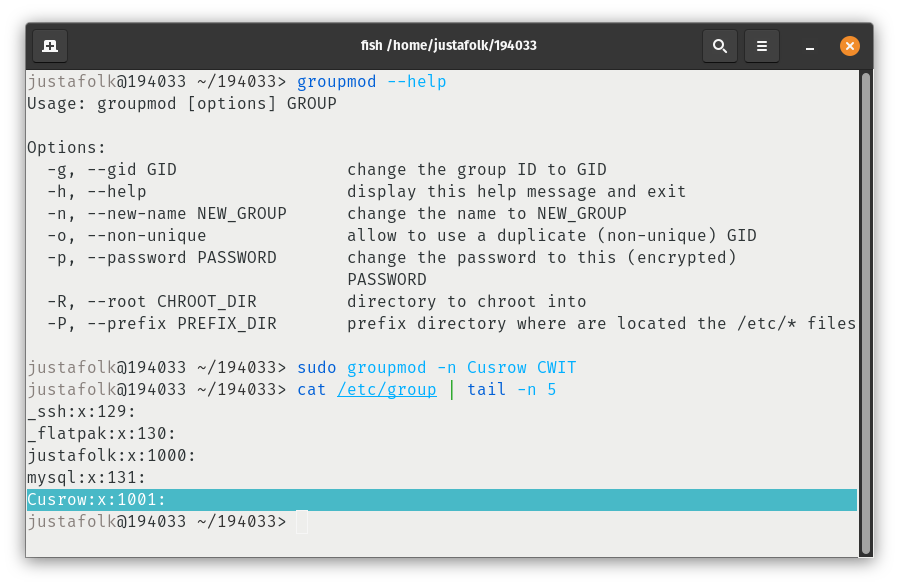 fish /home/justafolk/194033
justafolk@194033 ~/194033> groupmod --help
Usage: groupmod [options] GROUP

Options:
  -g, --gid GID                 change the group ID to GID
  -h, --help                    display this help message and exit
  -n, --new-name NEW_GROUP      change the name to NEW_GROUP
  -o, --non-unique              allow to use a duplicate (non-unique) GID
  -p, --password PASSWORD       change the password to this (encrypted)
                                PASSWORD
  -R, --root CHROOT_DIR         directory to chroot into
  -P, --prefix PREFIX_DIR       prefix directory where are located the /etc/* files

justafolk@194033 ~/194033> sudo groupmod -n Cusrow CWIT
justafolk@194033 ~/194033> cat /etc/group | tail -n 5
_ssh:x:129:
_flatpak:x:130:
justafolk:x:1000:
mysql:x:131:
Cusrow:x:1001:
justafolk@194033 ~/194033>